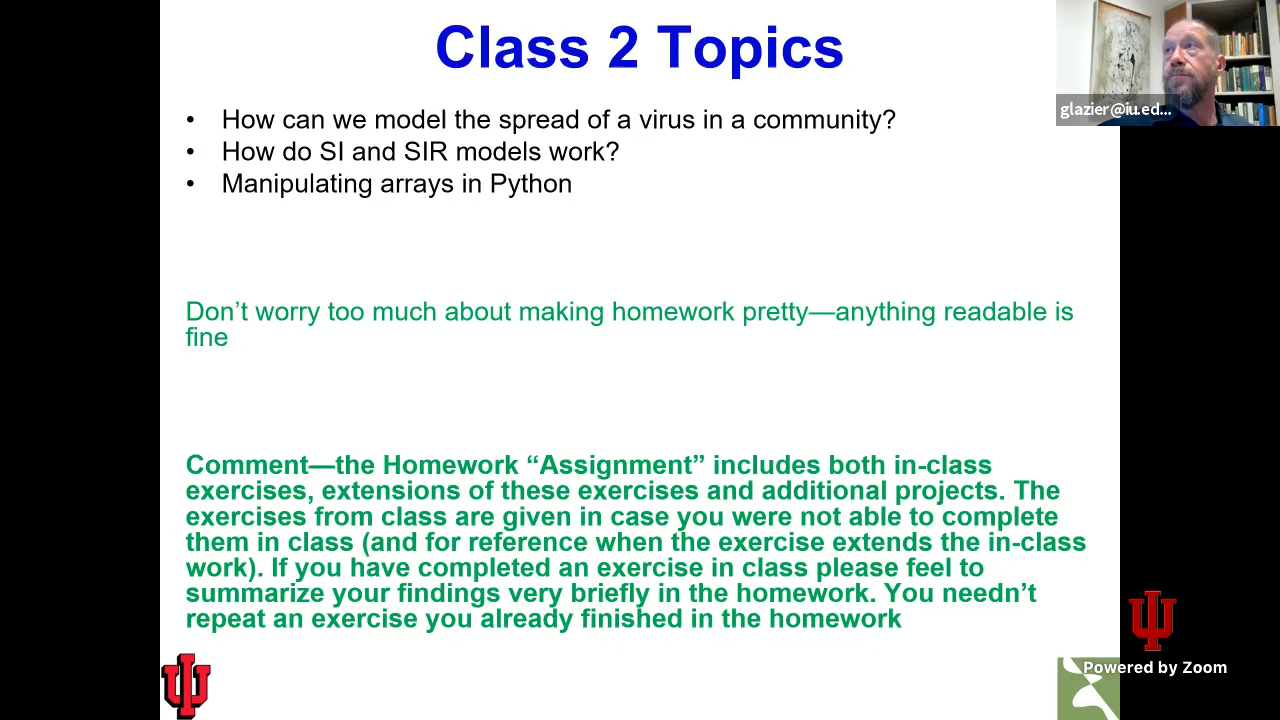 Class 2 Topics
• How can we model the spread of a virus in a community?
• How do SI and SIR models work?
• Manipulating arrays in Python
Don’t worry too much about making homework pretty—anything readable is
fine
Comment—the Homework “Assignment” includes both in-class
exercises, extensions of these exercises and additional projects. The
exercises from class are given in case you were not able to complete
them in class (and for reference when the exercise extends the in-class
work). If you have completed an exercise in class please feel to
summarize your findings very briefly in the homework. You needn’t
repeat an exercise you already finished in the homework
glazier@iu.ed...
Powered by Zoom